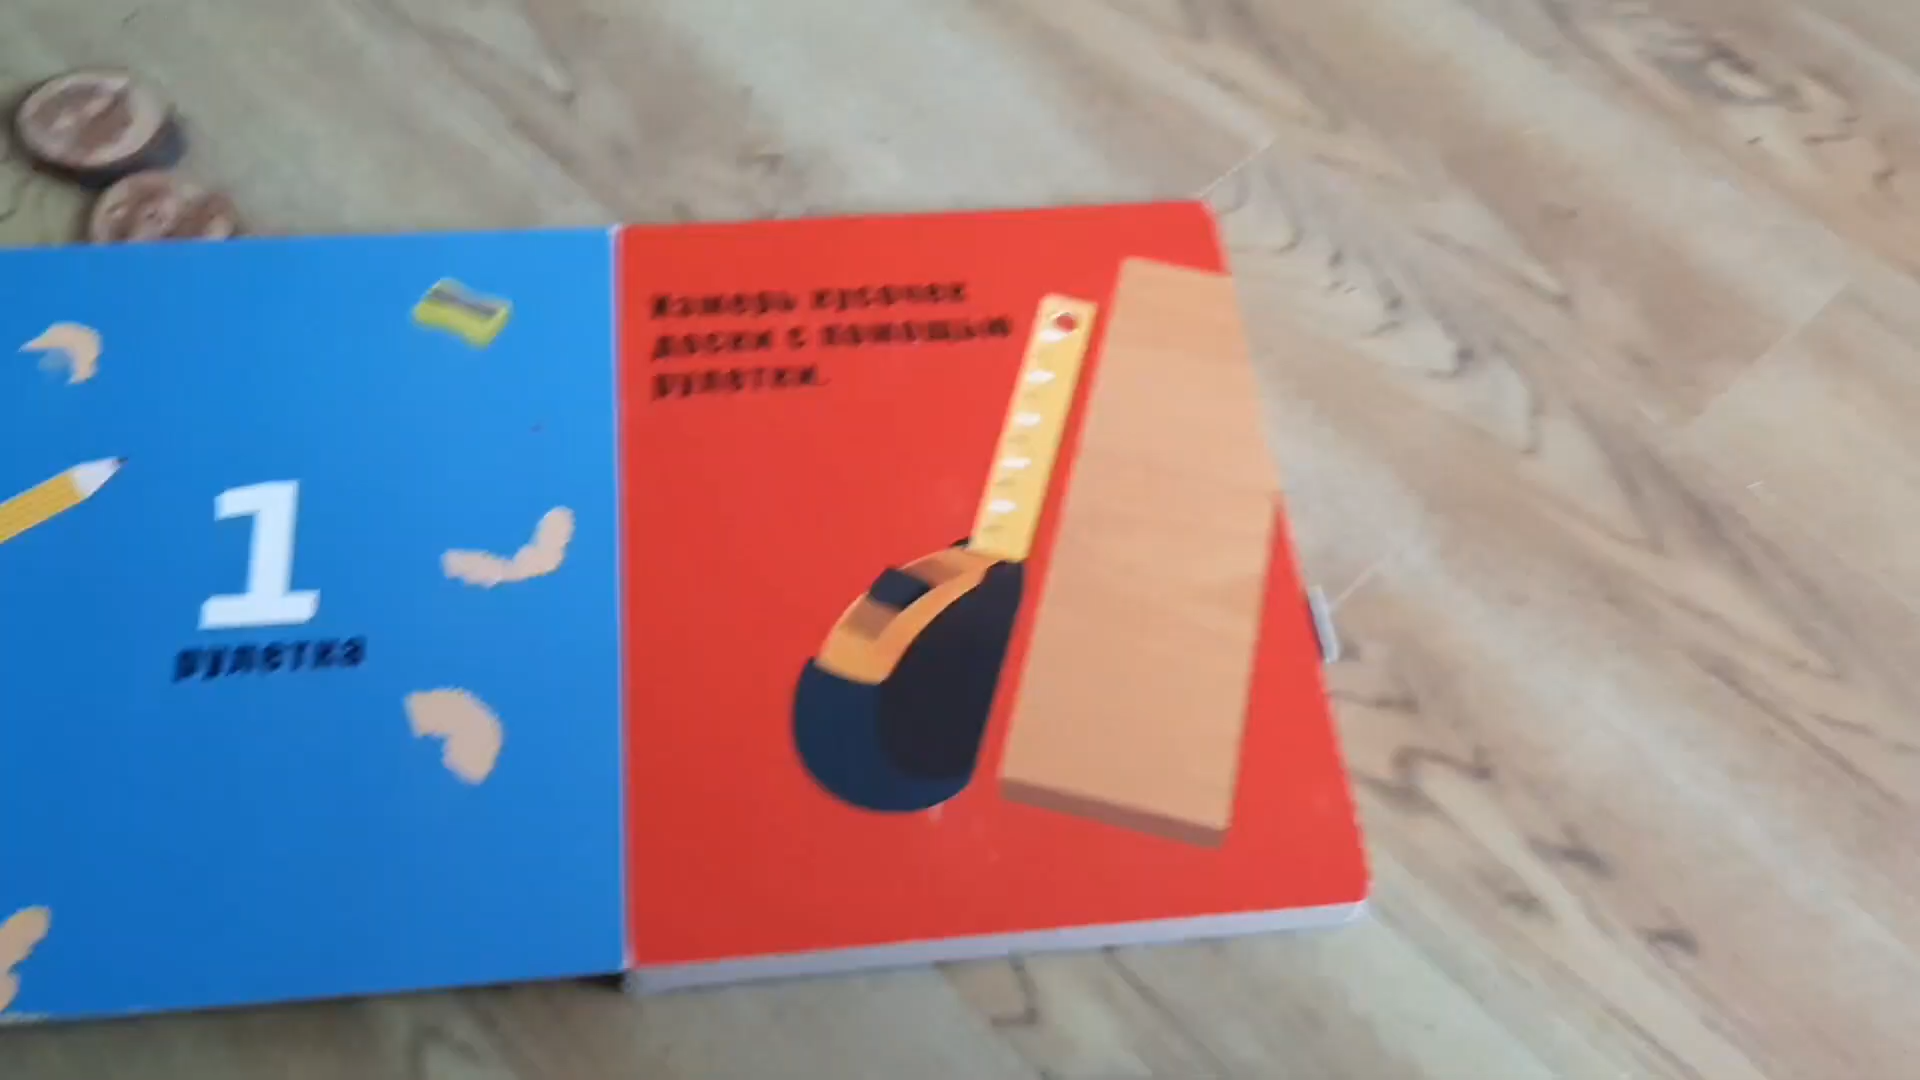 1
рулетка
Измерь кусочек
доски с помощью
рулетки.